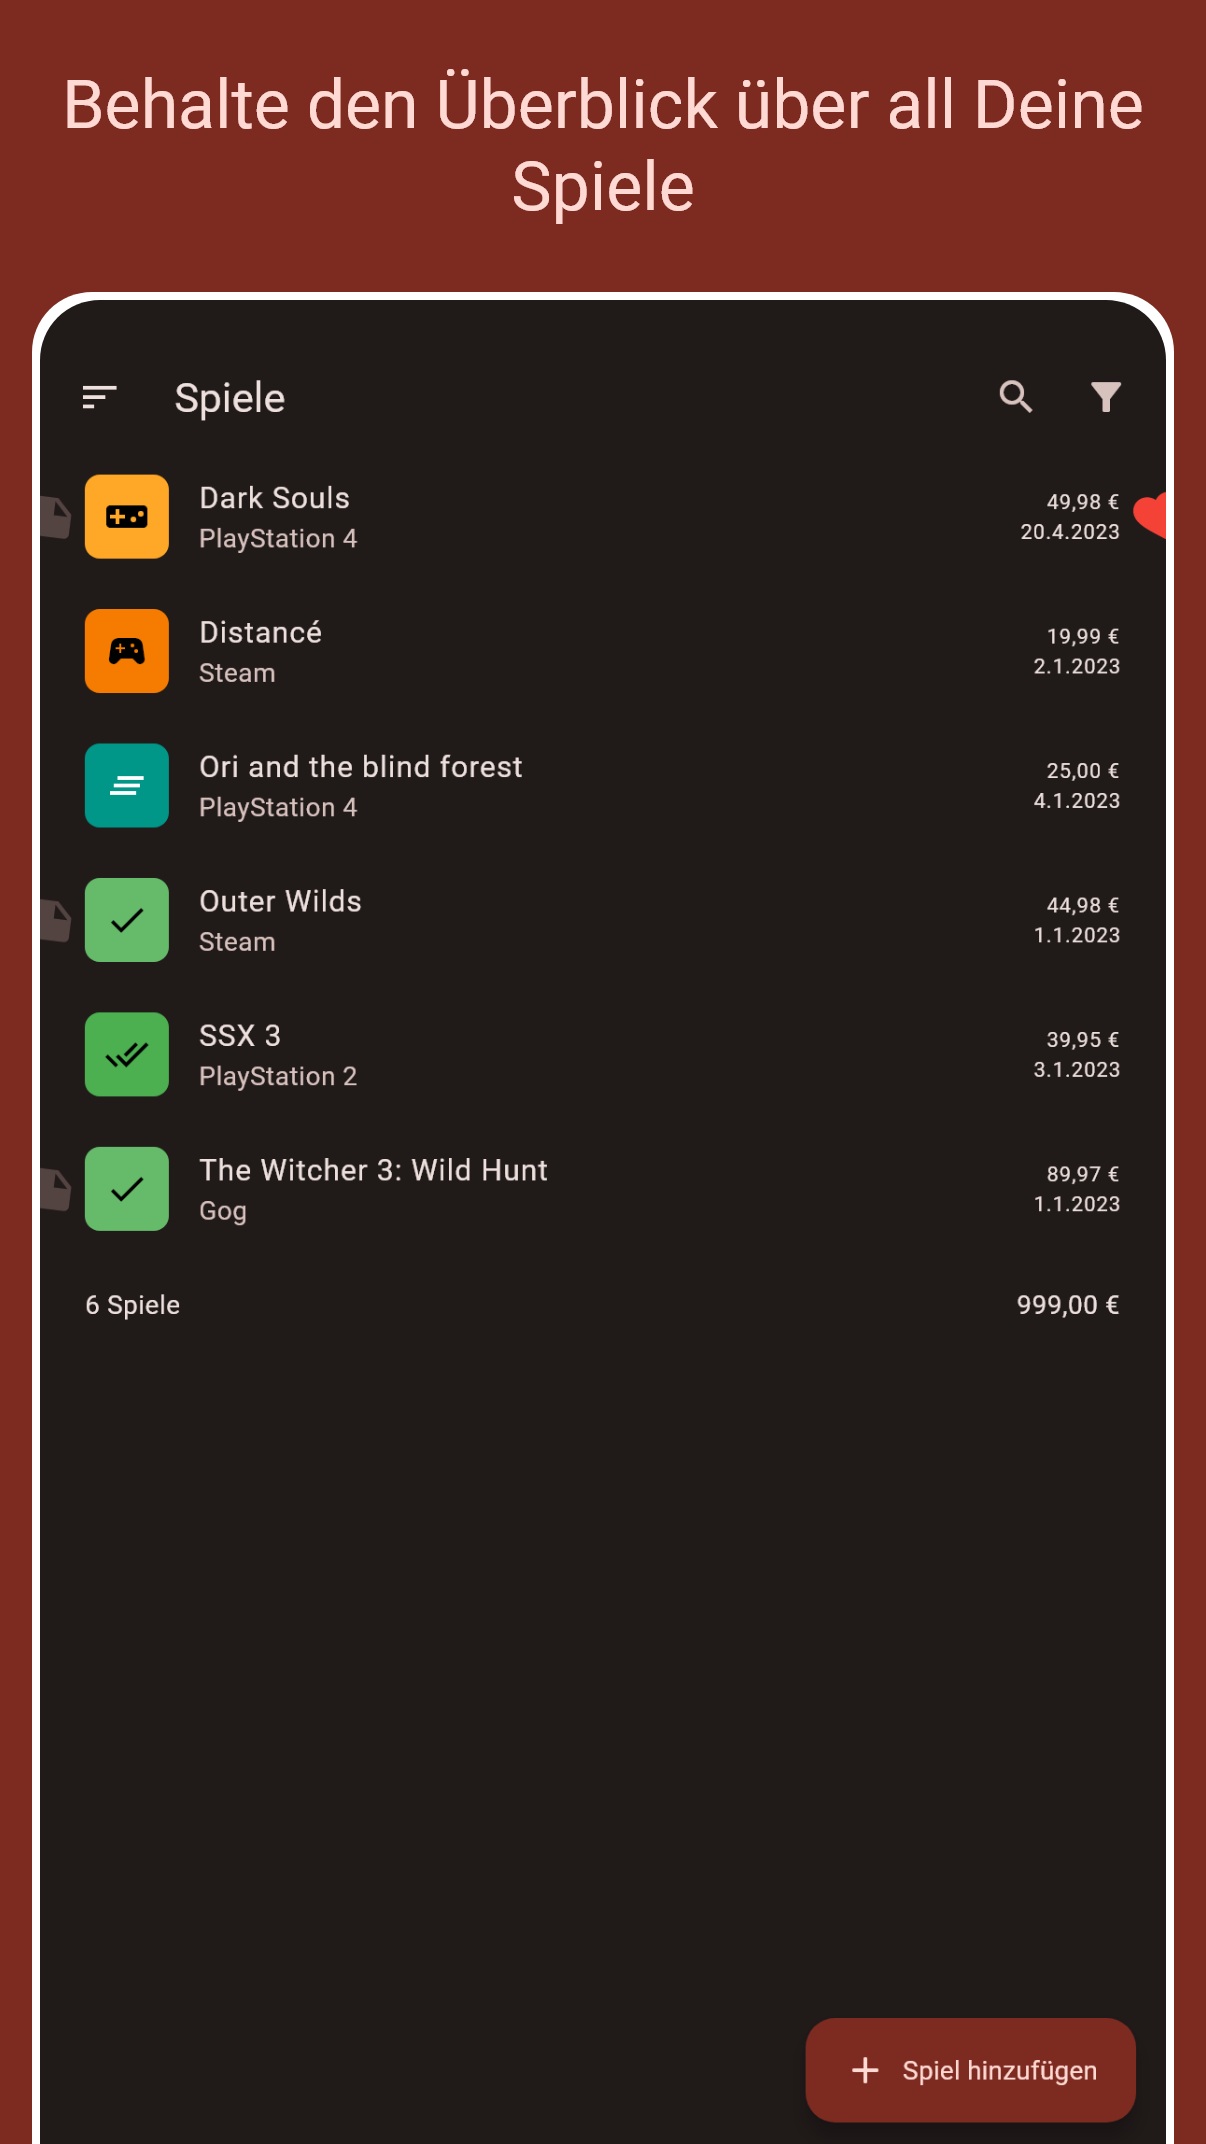 Behalte den Überblick über all Deine
Spiele
Spiele
Dark Souls
PlayStation 4
49,98 €
20.4.2023
Distancé
Steam
19,99 €
2.1.2023
Ori and the blind forest
PlayStation 4
25,00 €
4.1.2023
Outer Wilds
Steam
44,98 €
1.1.2023
SSX 3
PlayStation 2
39,95 €
3.1.2023
The Witcher 3: Wild Hunt
Gog
89,97 €
1.1.2023
6 Spiele
999,00 €
Spiel hinzufügen